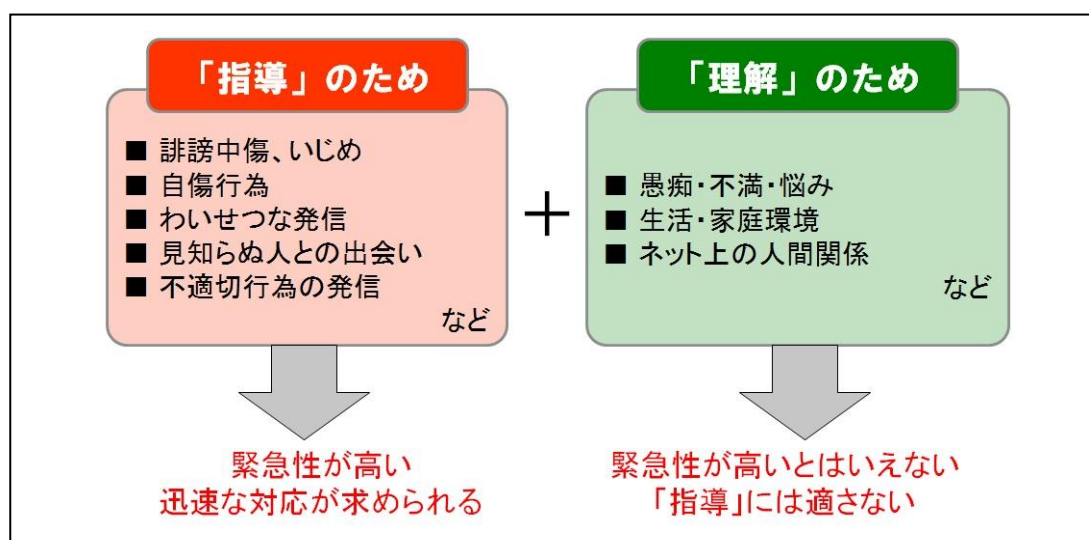 「指導」のため
■ 誹謗中傷、いじめ
■ 自傷行為
■ わいせつな発信
■ 見知らぬ人との出会い
■ 不適切行為の発信
など
緊急性が高い
迅速な対応が求められる
+
「理解」のため
■ 愚痴・不満・悩み
■ 生活・家庭環境
■ ネット上の人間関係
など
緊急性が高いとはいえない
「指導」には適さない